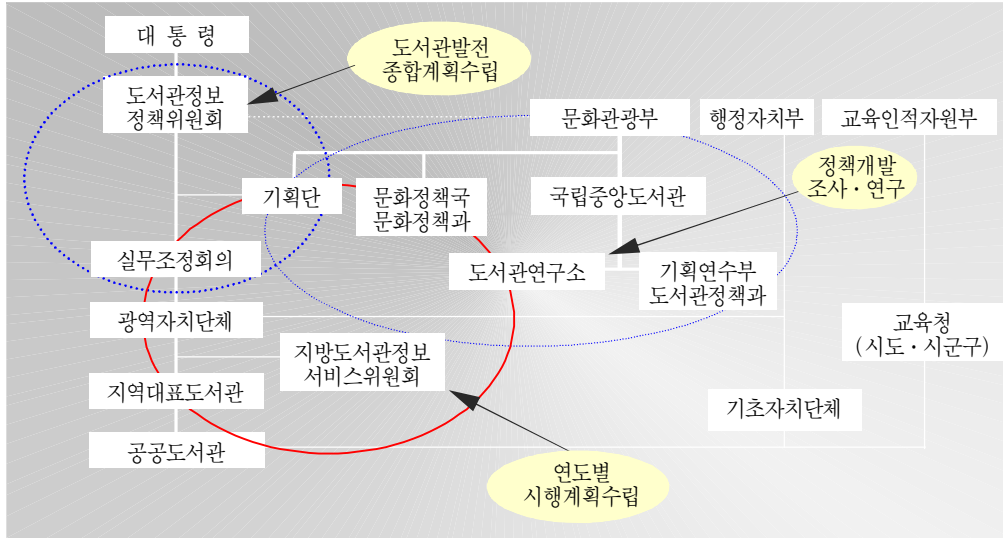 대 통 령
도서관발전
종합계획수립
도서관정보
정책위원회
문화관광부
행정자치부
교육인적자원부
정책개발
조사·연구
기획단
문화정책국
문화정책과
국립중앙도서관
실무조정회의
도서관연구소
기획연수부
도서관정책과
광역자치단체
교육청
(시도·시군구)
지방도서관정보
서비스위원회
지역대표도서관
기초자치단체
공공도서관
연도별
시행계획수립